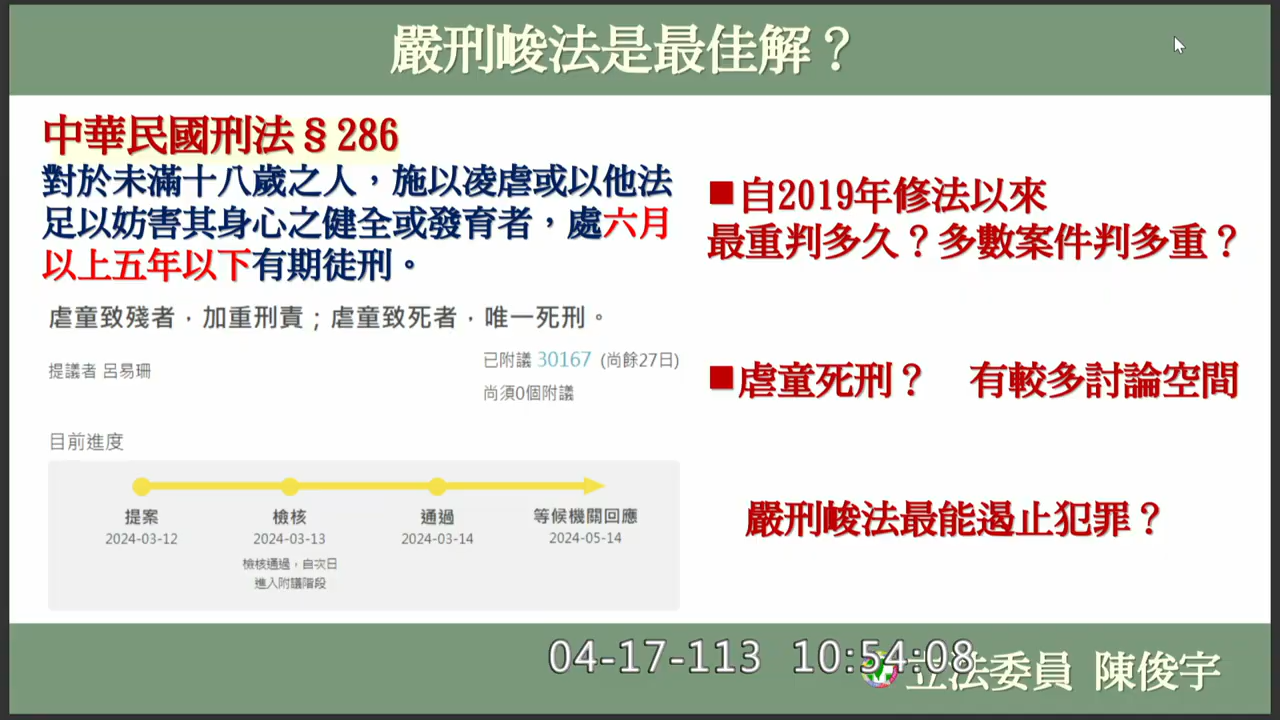 嚴刑峻法是最佳解？
中華民國刑法§286
對於未滿十八歲之人，施以凌虐或以他法
足以妨害其身心之健全或發育者，處六月
以上五年以下有期徒刑。
虐童致殘者，加重刑責；虐童致死者，唯一死刑。
提議者 呂易珊
已附議 30167 (尚餘27日)
尚須0個附議
目前進度
提案
2024-03-12
檢核
2024-03-13
檢核通過，自次日
進入附議階段
通過
2024-03-14
等候機關回應
2024-05-14
■自2019年修法以來
最重判多久？多數案件判多重？
■虐童死刑？ 有較多討論空間
嚴刑峻法最能遏止犯罪？
04-17-113 10:54:08
立法委員 陳俊宇